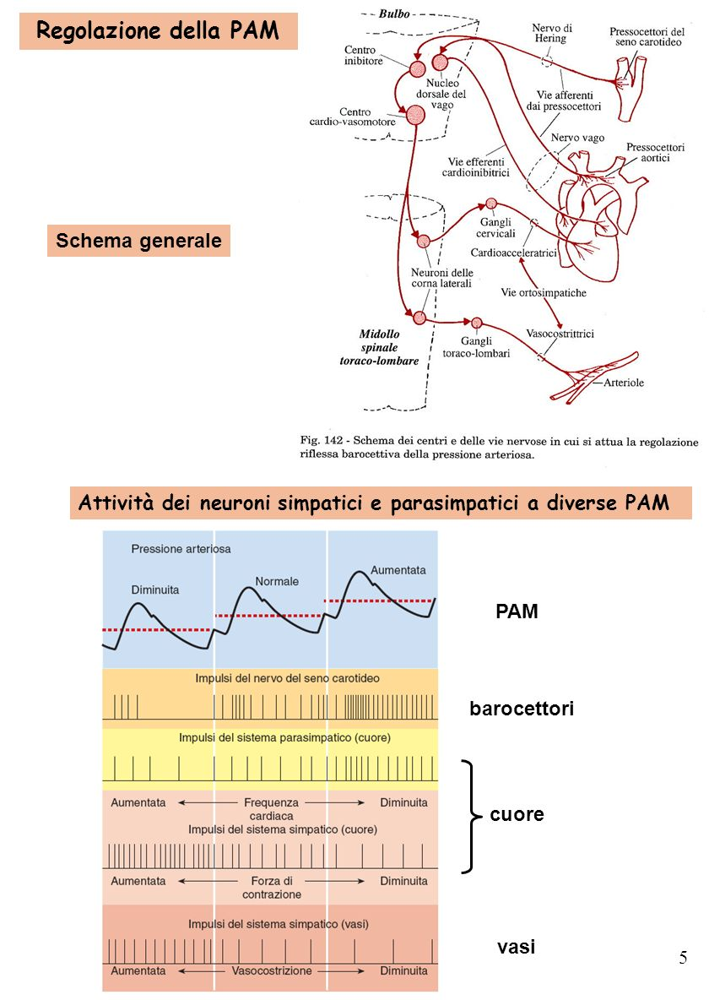 Regolazione della PAM
Bulbo
Centro
inibitore
Nucleo
dorsale del
vago
Centro
cardio-vasomotore
Nervo di
Hering
Pressocettori del
seno carotideo
Vie afferenti
dai pressocettori
Nervo vago
Pressocettori
aortici
Vie efferenti
cardioinibitrici
Schema generale
Gangli
cervicali
Cardioacceleratrici
Neuroni delle
corna laterali
Vie ortosimpatiche
Midollo
spinale
toraco-lombare
Gangli
toraco-lombari
Vasocostrittrici
Arteriole
Fig. 142 - Schema dei centri e delle vie nervose in cui si attua la regolazione
riflessa barocettiva della pressione arteriosa.
Attività dei neuroni simpatici e parasimpatici a diverse PAM
Pressione arteriosa
Diminuita
Normale
Aumentata
PAM
Impulsi del nervo del seno carotideo
barocettori
Impulsi del sistema parasimpatico (cuore)
Aumentata
Frequenza
cardiaca
Diminuita
cuore
Impulsi del sistema simpatico (cuore)
Aumentata
Forza di
contrazione
Diminuita
Impulsi del sistema simpatico (vasi)
vasi
Aumentata
Vasocostrizione
Diminuita
5